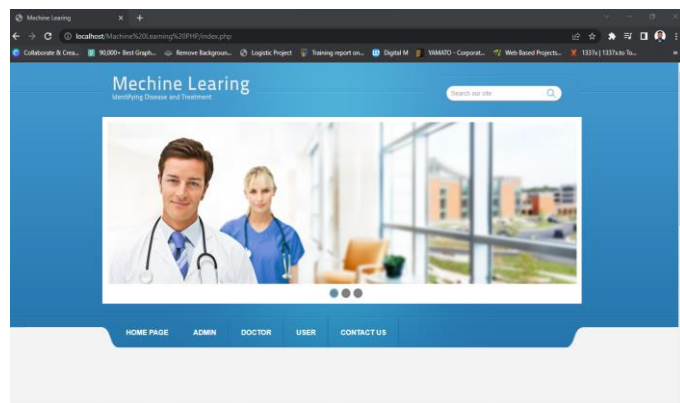 Mechine Learing
localhost/Machine%20Learning%20PHP/index.php
Collaborate & Crea... 90,000+ Best Graph... Remove Backgroun... Logistic Project Training report on... Digital M YAMATO - Corporat... Web Based Projects... 1337x | 1337x.to To...
Mechine Learing
Identifying Disease and Treatment
Search our site
HOME PAGE ADMIN DOCTOR USER CONTACT US